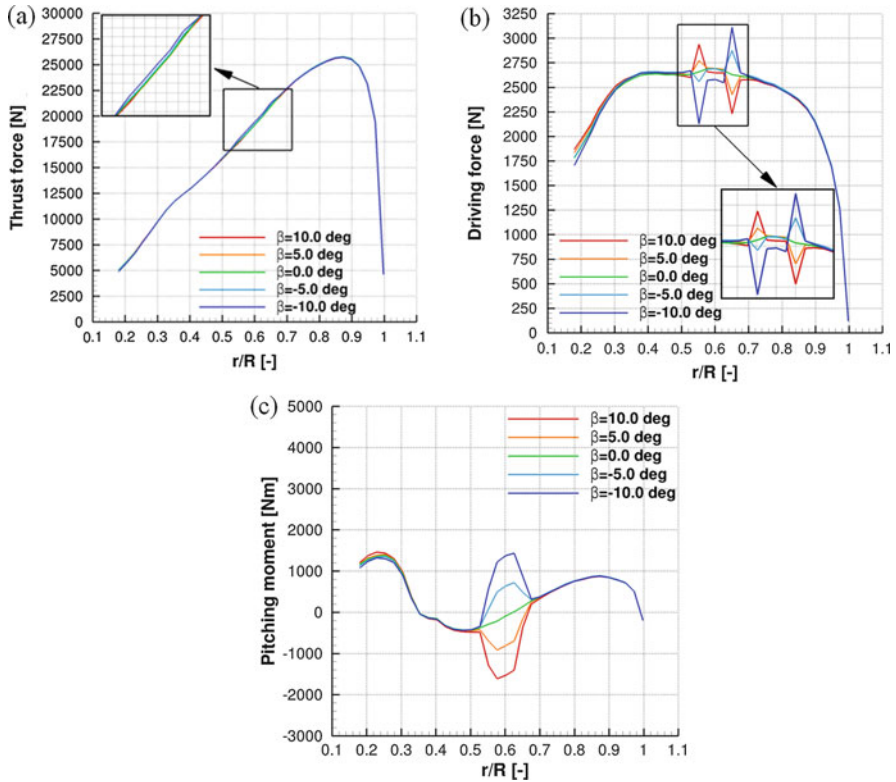 (a)
30000
27500
25000
22500
20000
17500
15000
12500
10000
7500
5000
2500
0
Thrust force [N]
β=10.0 deg
β=5.0 deg
β=0.0 deg
β=-5.0 deg
β=-10.0 deg
0.1 0.2 0.3 0.4 0.5 0.6 0.7 0.8 0.9 1 1.1
r/R [-]
(b)
3250
3000
2750
2500
2250
2000
1750
1500
1250
1000
750
500
250
0
Driving force [N]
β=10.0 deg
β=5.0 deg
β=0.0 deg
β=-5.0 deg
β=-10.0 deg
0.1 0.2 0.3 0.4 0.5 0.6 0.7 0.8 0.9 1 1.1
r/R [-]
(c)
5000
4000
3000
2000
1000
0
-1000
-2000
-3000
Pitching moment [Nm]
β=10.0 deg
β=5.0 deg
β=0.0 deg
β=-5.0 deg
β=-10.0 deg
0.1 0.2 0.3 0.4 0.5 0.6 0.7 0.8 0.9 1 1.1
r/R [-]